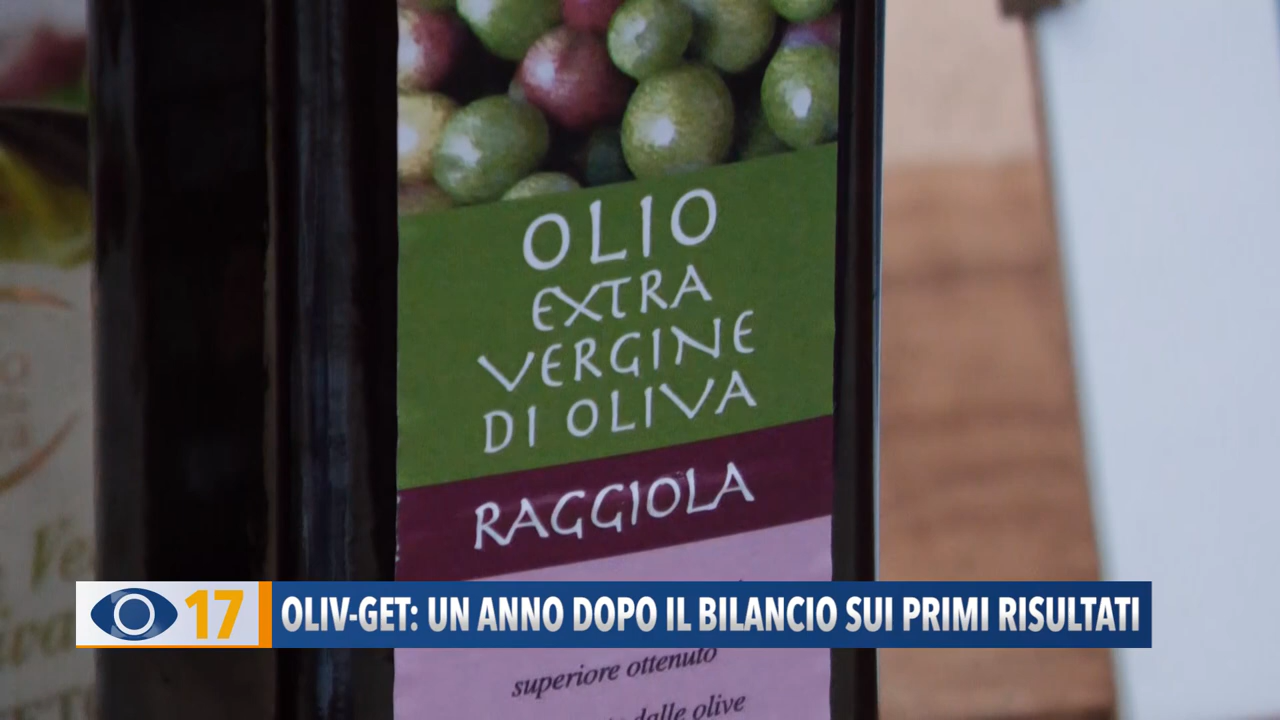 OLIO
EXTRA
VERGINE
DI OLIVA
RAGGIOLA
17
OLIV-GET: UN ANNO DOPO IL BILANCIO SUI PRIMI RISULTATI
superiore ottenuto
dalle olive